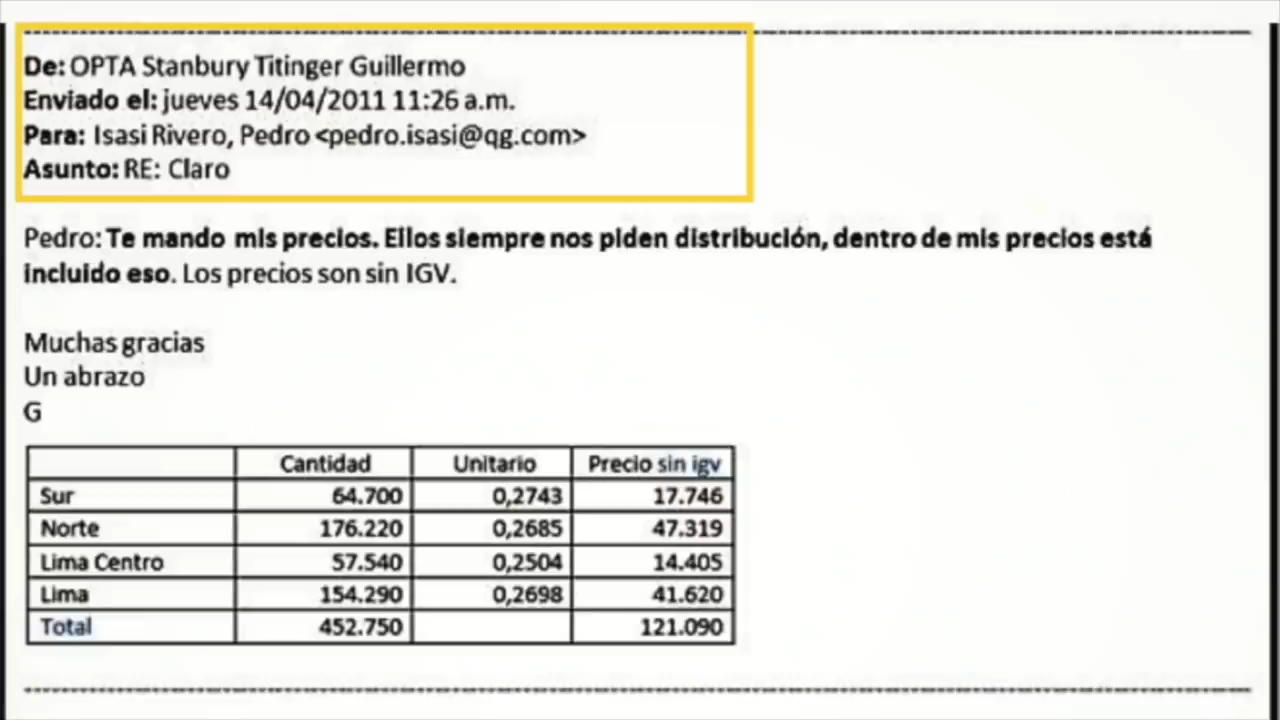 De: OPTA Stanbury Titinger Guillermo
Enviado el: jueves 14/04/2011 11:26 a.m.
Para: Isasi Rivero, Pedro <pedro.isasi@qg.com>
Asunto: RE: Claro
Pedro: Te mando mis precios. Ellos siempre nos piden distribución, dentro de mis precios está
incluido eso. Los precios son sin IGV.
Muchas gracias
Un abrazo
G
Cantidad Unitario Precio sin igv
Sur 64.700 0,2743 17.746
Norte 176.220 0,2685 47.319
Lima Centro 57.540 0,2504 14.405
Lima 154.290 0,2698 41.620
Total 452.750 121.090